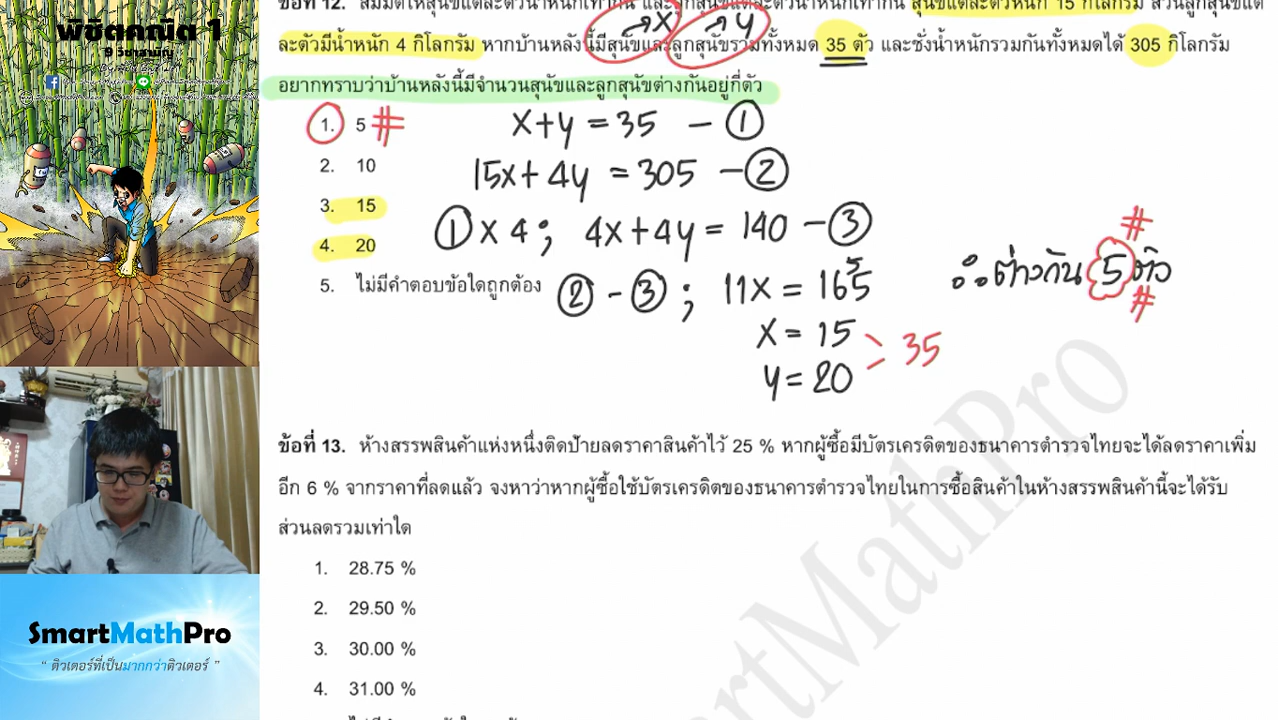 พิชิตคณิต 1
9 วิชาสามัญ
ข้อที่ 12. สมมติให้สุนัขแต่ละตัวน้ำหนักเท่ากัน และลูกสุนัขแต่ละตัวน้ำหนักเท่ากัน สุนัขแต่ละตัวหนัก 15 กิโลกรัม ส่วนลูกสุนัขแต่
x y
ละตัวมีน้ำหนัก 4 กิโลกรัม หากบ้านหลังนี้มีสุนัขและลูกสุนัขรวมทั้งหมด 35 ตัว และชั่งน้ำหนักรวมกันทั้งหมดได้ 305 กิโลกรัม
อยากทราบว่าบ้านหลังนี้มีจำนวนสุนัขและลูกสุนัขต่างกันอยู่กี่ตัว
1. 5 #
2. 10
3. 15
4. 20
5. ไม่มีคำตอบข้อใดถูกต้อง
x+y = 35 - ①
15x+4y = 305 - ②
① x 4 ; 4x+4y = 140 - ③
② - ③ ; 11x = 165
x = 15
y = 20
> 35
#
∴ ต่างกัน 5 ตัว
#
ข้อที่ 13. ห้างสรรพสินค้าแห่งหนึ่งติดป้ายลดราคาสินค้าไว้ 25 % หากผู้ซื้อมีบัตรเครดิตของธนาคารตำรวจไทยจะได้ลดราคาเพิ่ม
อีก 6 % จากราคาที่ลดแล้ว จงหาว่าหากผู้ซื้อใช้บัตรเครดิตของธนาคารตำรวจไทยในการซื้อสินค้าในห้างสรรพสินค้านี้จะได้รับ
ส่วนลดรวมเท่าใด
1. 28.75 %
2. 29.50 %
3. 30.00 %
4. 31.00 %
SmartMathPro
“ ติวเตอร์ที่เป็นมากกว่าติวเตอร์ ”
artMathPro